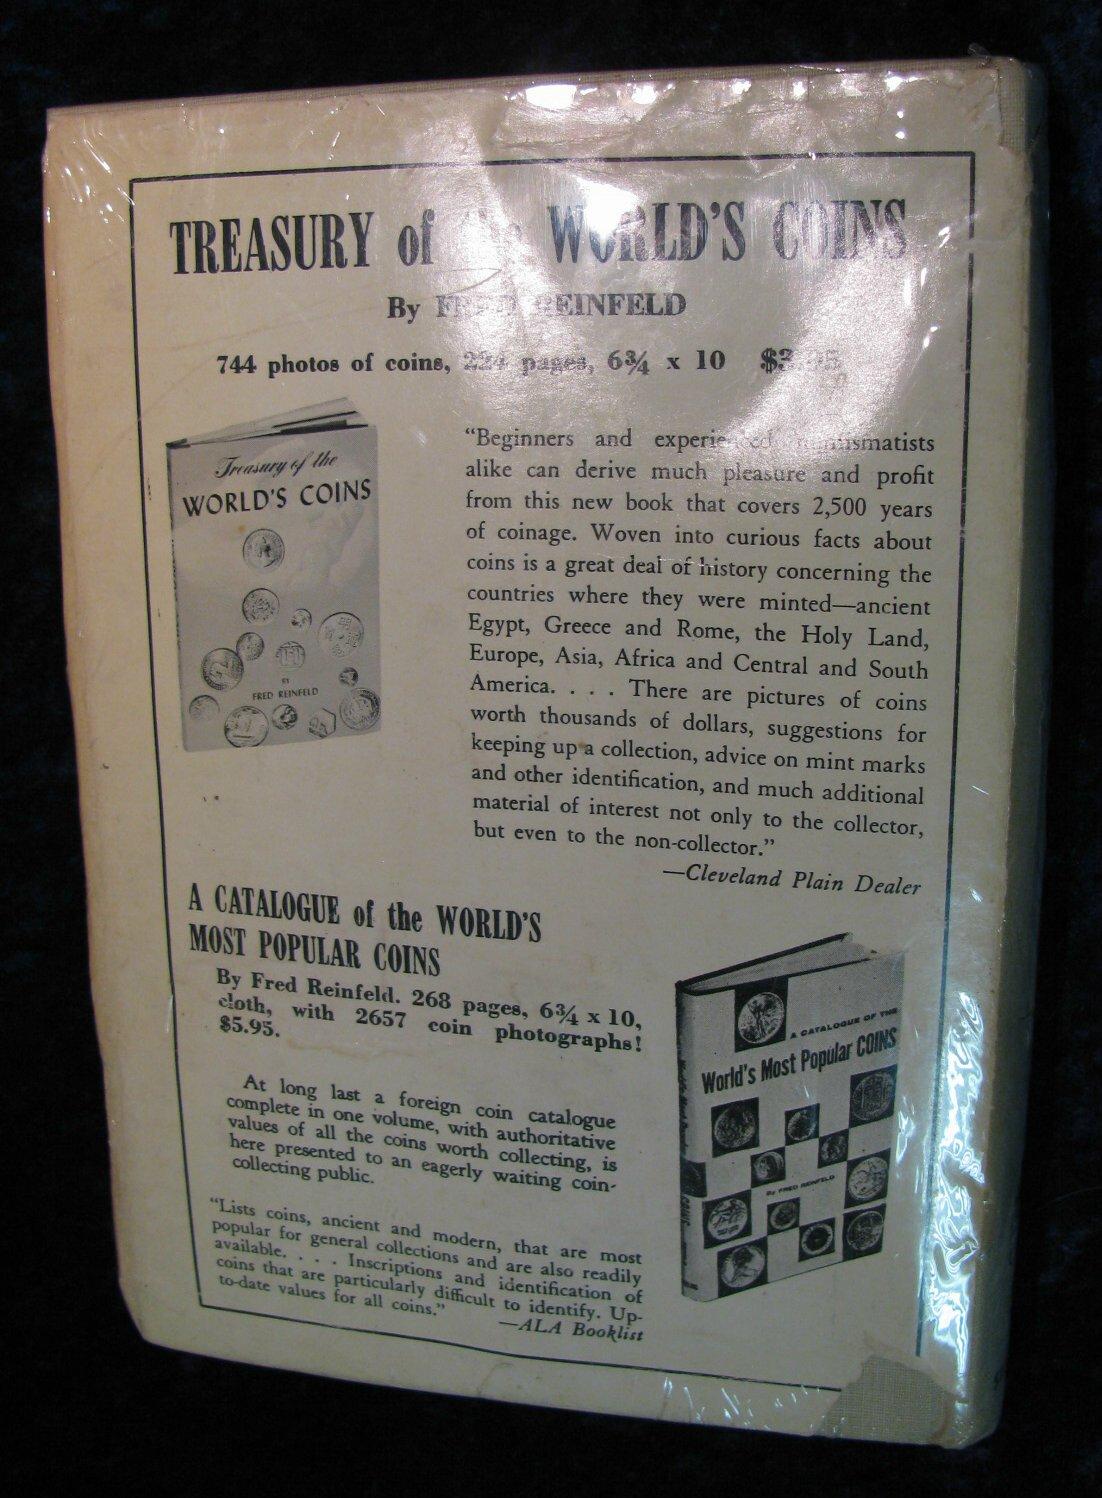 TREASURY of the WORLD'S COINS
By FRED REINFELD
744 photos of coins, 224 pages, 6¾ x 10 $3.95
Treasury of the
WORLD'S COINS
BY
FRED REINFELD
"Beginners and experienced numismatists
alike can derive much pleasure and profit
from this new book that covers 2,500 years
of coinage. Woven into curious facts about
coins is a great deal of history concerning the
countries where they were minted—ancient
Egypt, Greece and Rome, the Holy Land,
Europe, Asia, Africa and Central and South
America. . . . There are pictures of coins
worth thousands of dollars, suggestions for
keeping up a collection, advice on mint marks
and other identification, and much additional
material of interest not only to the collector,
but even to the non-collector."
—Cleveland Plain Dealer
A CATALOGUE of the WORLD'S
MOST POPULAR COINS
By Fred Reinfeld. 268 pages, 6¾ x 10,
cloth, with 2657 coin photographs!
$5.95.
At long last a foreign coin catalogue
complete in one volume, with authoritative
values of all the coins worth collecting, is
here presented to an eagerly waiting coin-
collecting public.
"Lists coins, ancient and modern, that are most
popular for general collections and are also readily
available. . . . Inscriptions and identification of
coins that are particularly difficult to identify. Up-
to-date values for all coins."
—ALA Booklist
A CATALOGUE OF THE
World's Most Popular COINS
By FRED REINFELD